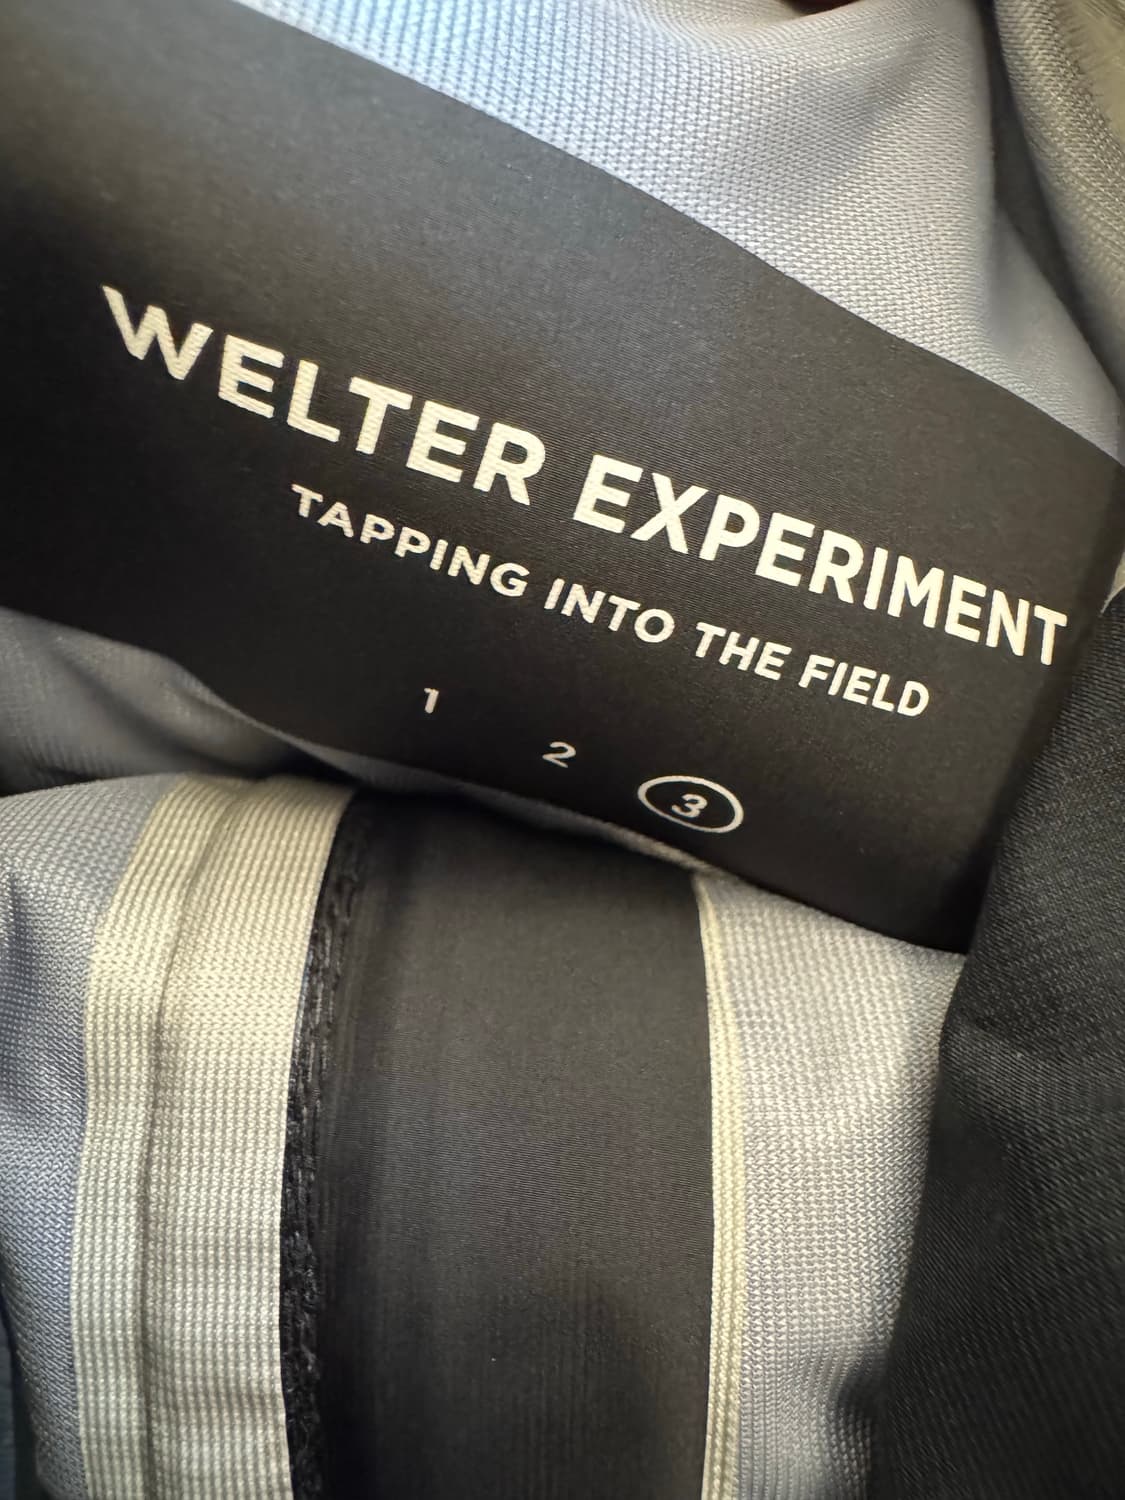 WELTER EXPERIMENT
TAPPING INTO THE FIELD
1 2 3